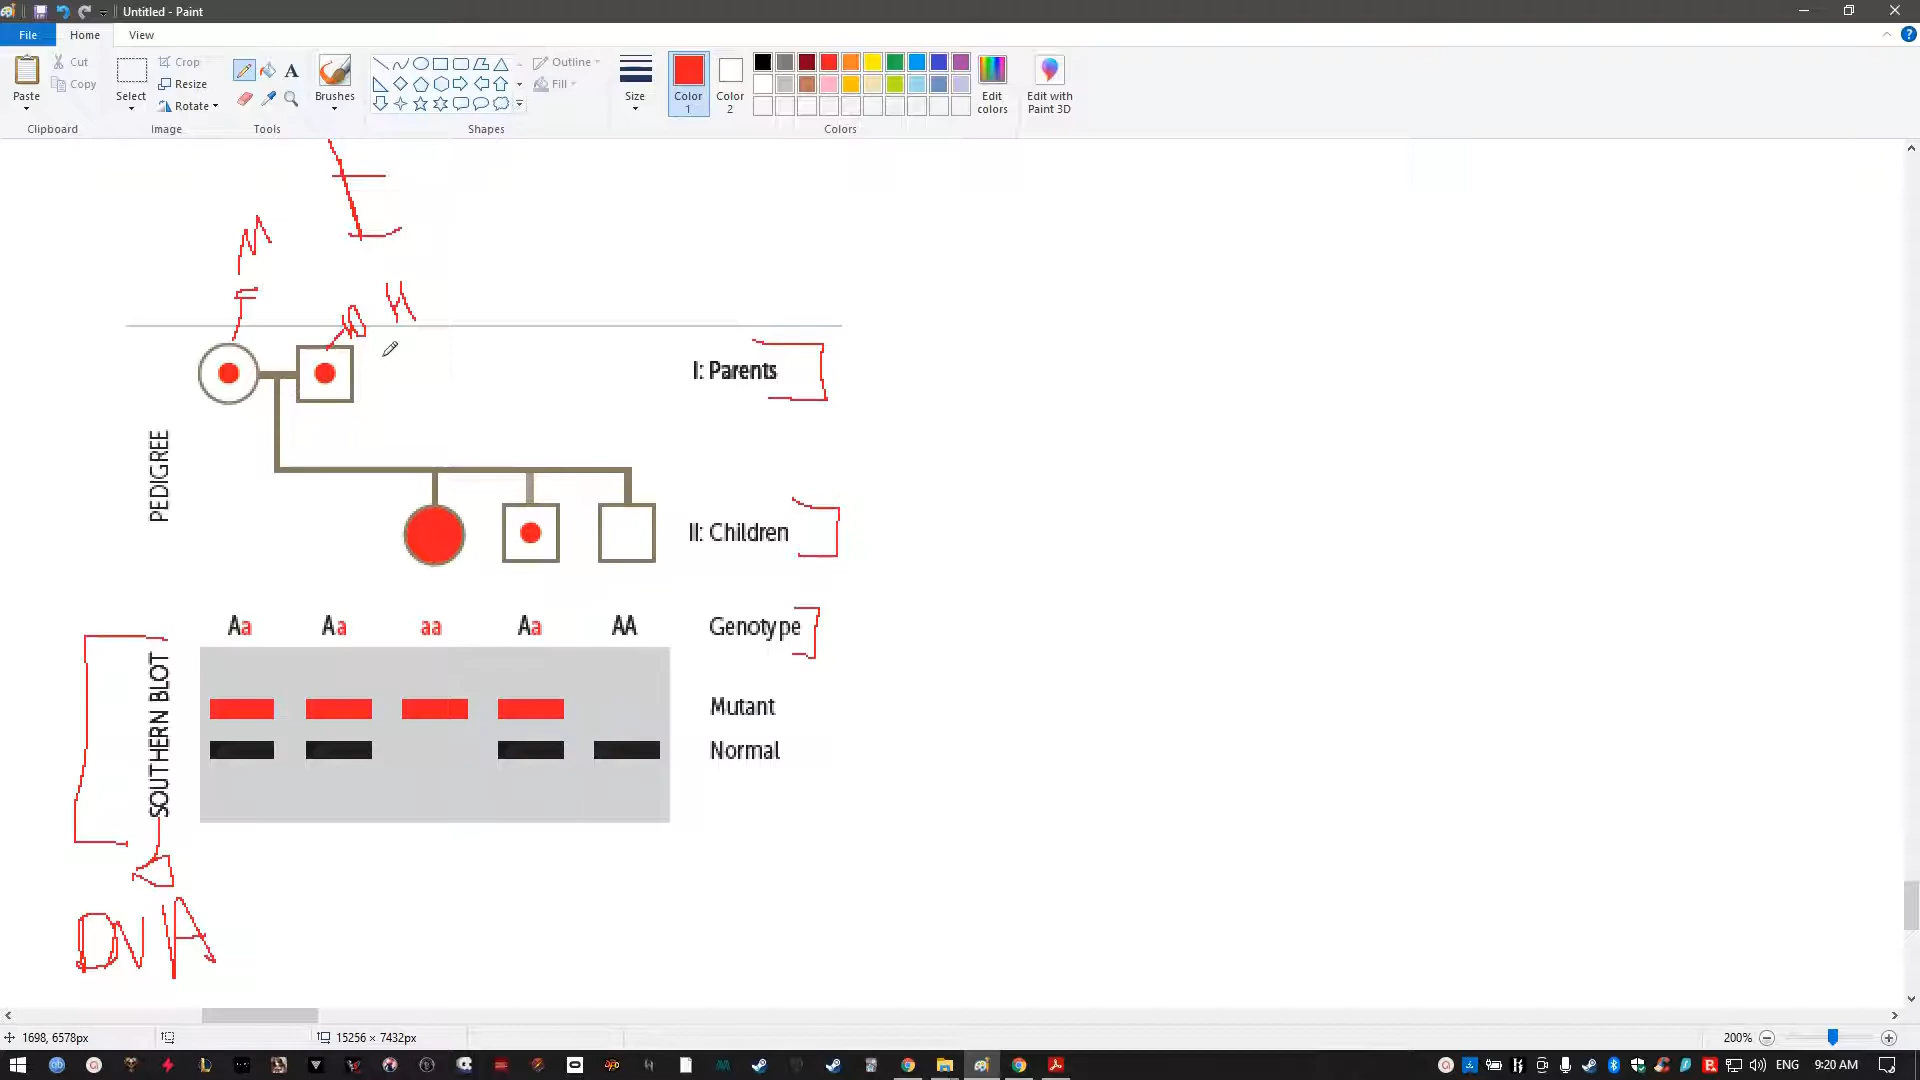 Untitled - Paint
File Home View
Paste
Cut
Copy
Select
Crop
Resize
Rotate
Brushes
Outline
Fill
Size
Color 1
Color 2
Edit colors
Edit with Paint 3D
Clipboard Image Tools Shapes Colors
I: Parents
PEDIGREE
II: Children
Aa Aa aa Aa AA Genotype
SOUTHERN BLOT
Mutant
Normal
DNA
1698, 6578px
15256 × 7432px
200%
ENG
9:20 AM